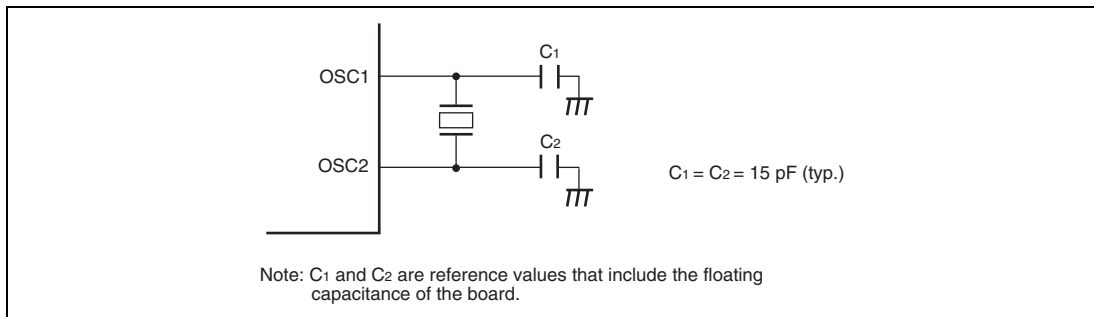 OSC1
C1
OSC2
C2
C1 = C2 = 15 pF (typ.)
Note: C1 and C2 are reference values that include the floating
capacitance of the board.